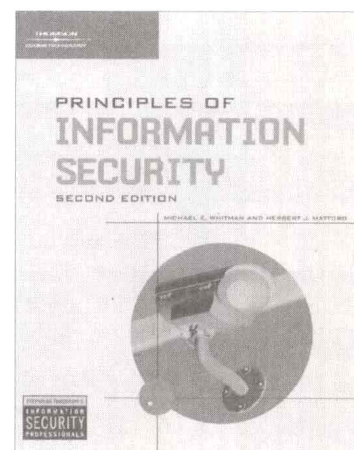 THOMSON
PRINCIPLES OF
INFORMATION
SECURITY
SECOND EDITION
MICHAEL E. WHITMAN AND HERBERT J. MATTORD
INFORMATION
SECURITY
PROFESSIONALS